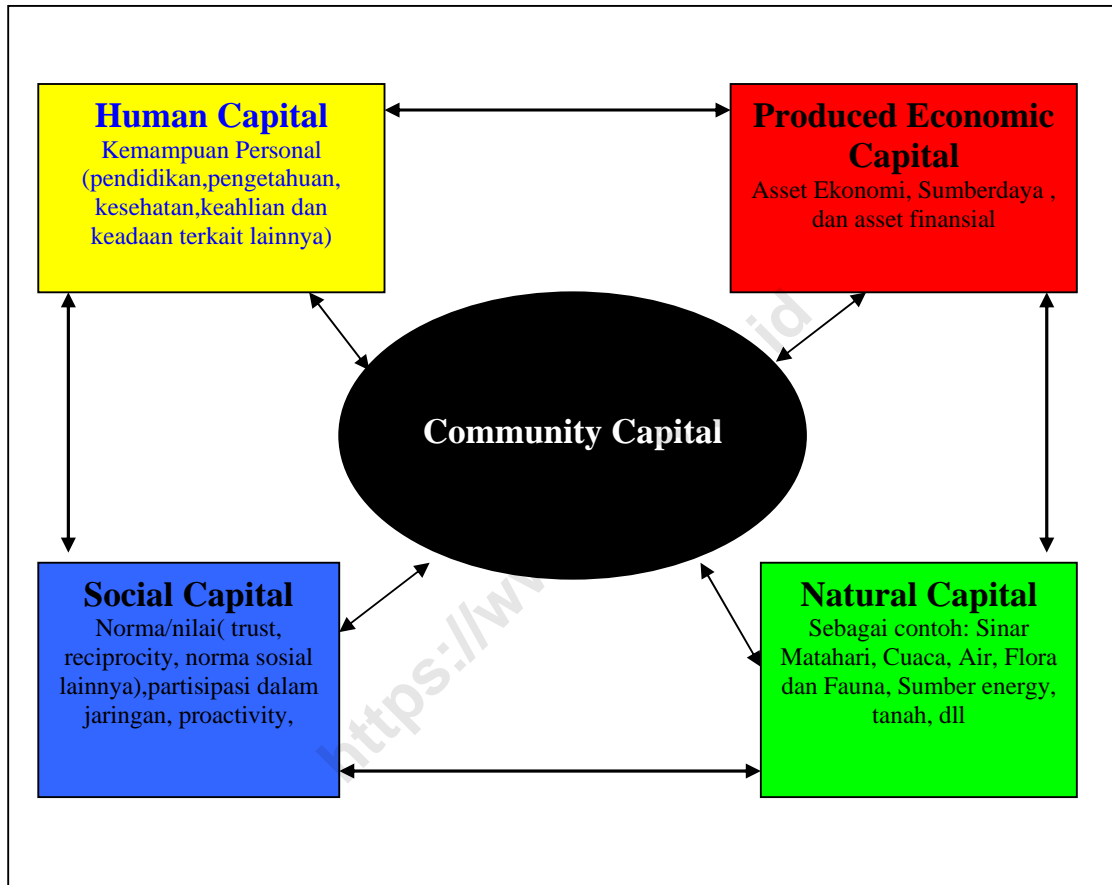 Human Capital
Kemampuan Personal
(pendidikan,pengetahuan,
kesehatan,keahlian dan
keadaan terkait lainnya)
Produced Economic
Capital
Asset Ekonomi, Sumberdaya ,
dan asset finansial
Community Capital
Social Capital
Norma/nilai( trust,
reciprocity, norma sosial
lainnya),partisipasi dalam
jaringan, proactivity,
Natural Capital
Sebagai contoh: Sinar
Matahari, Cuaca, Air, Flora
dan Fauna, Sumber energy,
tanah, dll